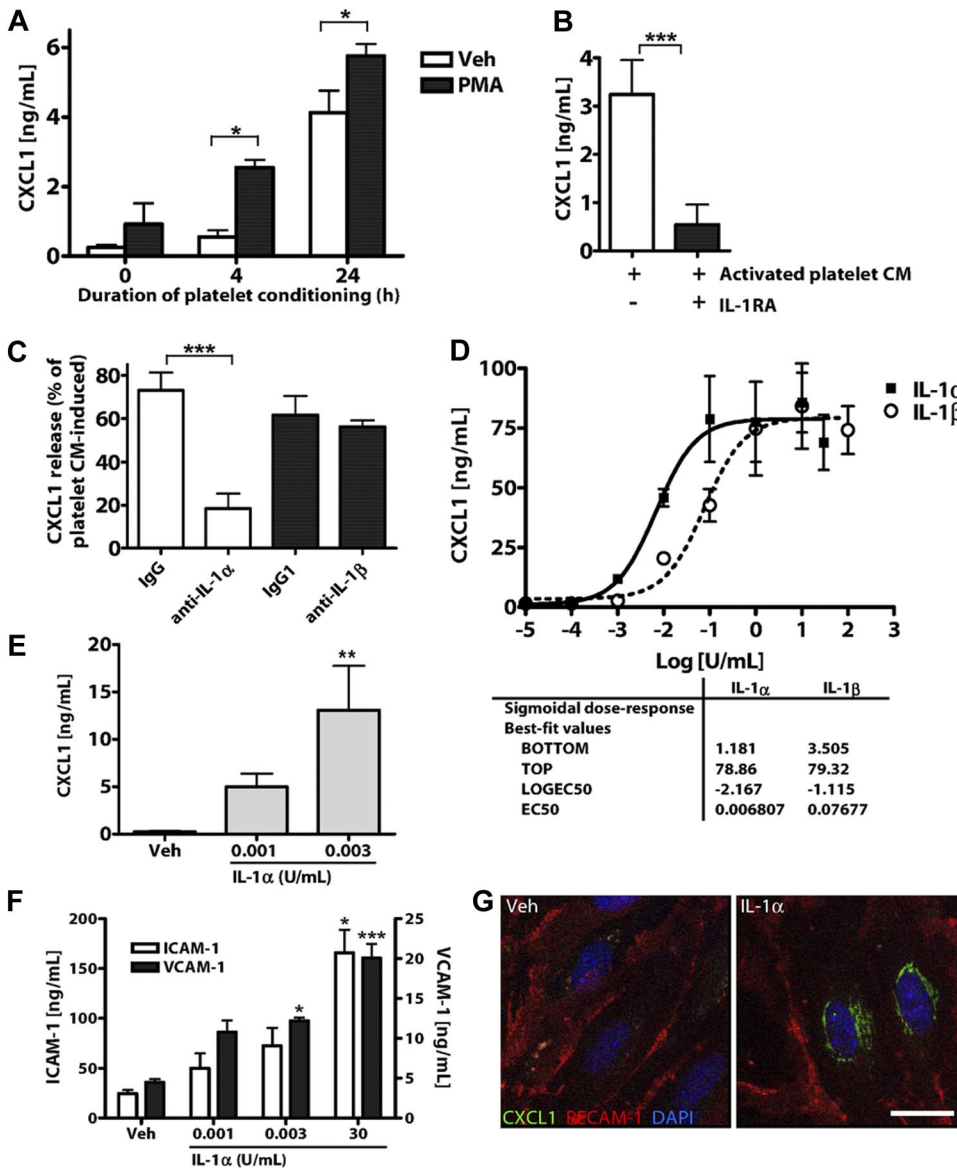 A
CXCL1 [ng/mL]
6
4
2
0
*
*
Veh
PMA
0 4 24
Duration of platelet conditioning (h)
B
CXCL1 [ng/mL]
4
3
2
1
0
***
+ + Activated platelet CM
- + IL-1RA
C
CXCL1 release (% of
platelet CM-induced)
80
60
40
20
0
***
IgG
anti-IL-1α
IgG1
anti-IL-1β
D
CXCL1 [ng/mL]
100
75
50
25
0
IL-1α
IL-1β
-5 -4 -3 -2 -1 0 1 2 3
Log [U/mL]
IL-1α IL-1β
Sigmoidal dose-response
Best-fit values
BOTTOM 1.181 3.505
TOP 78.86 79.32
LOGEC50 -2.167 -1.115
EC50 0.006807 0.07677
E
CXCL1 [ng/mL]
20
15
10
5
0
**
Veh 0.001 0.003
IL-1α (U/mL)
F
ICAM-1 [ng/mL]
200
150
100
50
0
ICAM-1
VCAM-1
*
*
***
25
20
15
10
5
0
VCAM-1 [ng/mL]
Veh 0.001 0.003 30
IL-1α (U/mL)
G
Veh
CXCL1 PECAM-1 DAPI
IL-1α